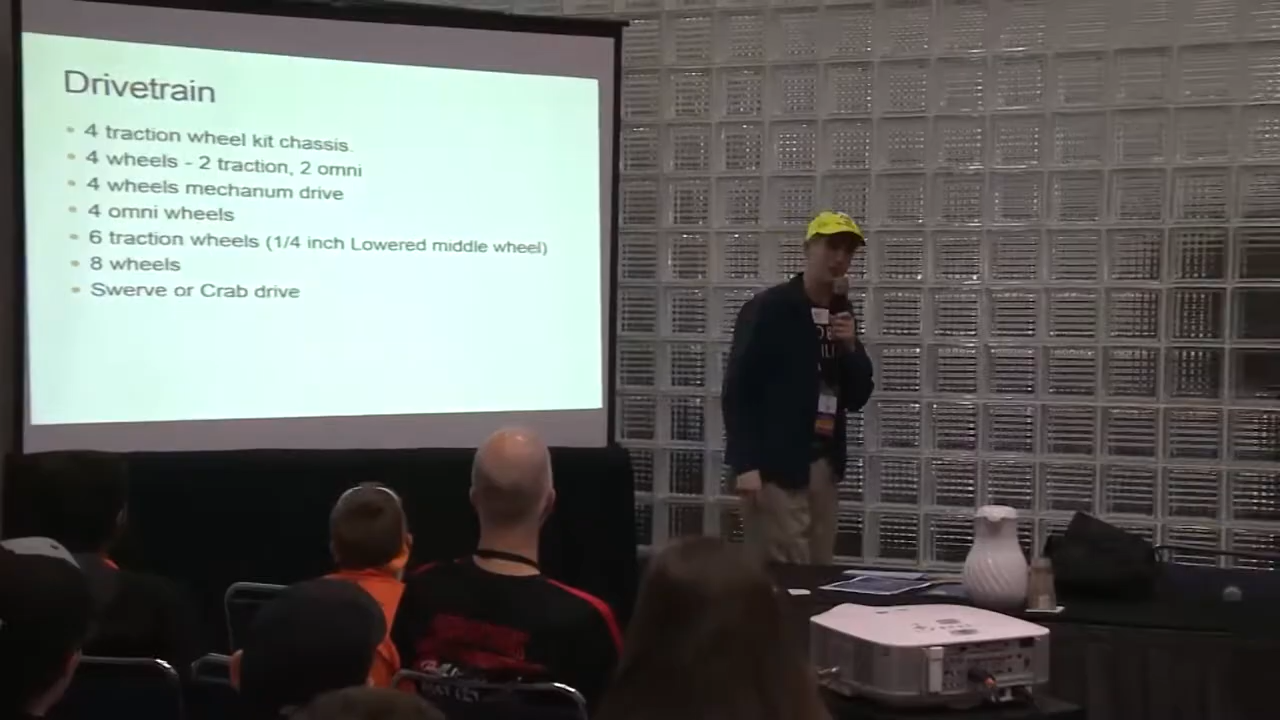 Drivetrain
4 traction wheel kit chassis.
4 wheels - 2 traction, 2 omni
4 wheels mechanum drive
4 omni wheels
6 traction wheels (1/4 inch Lowered middle wheel)
8 wheels
Swerve or Crab drive